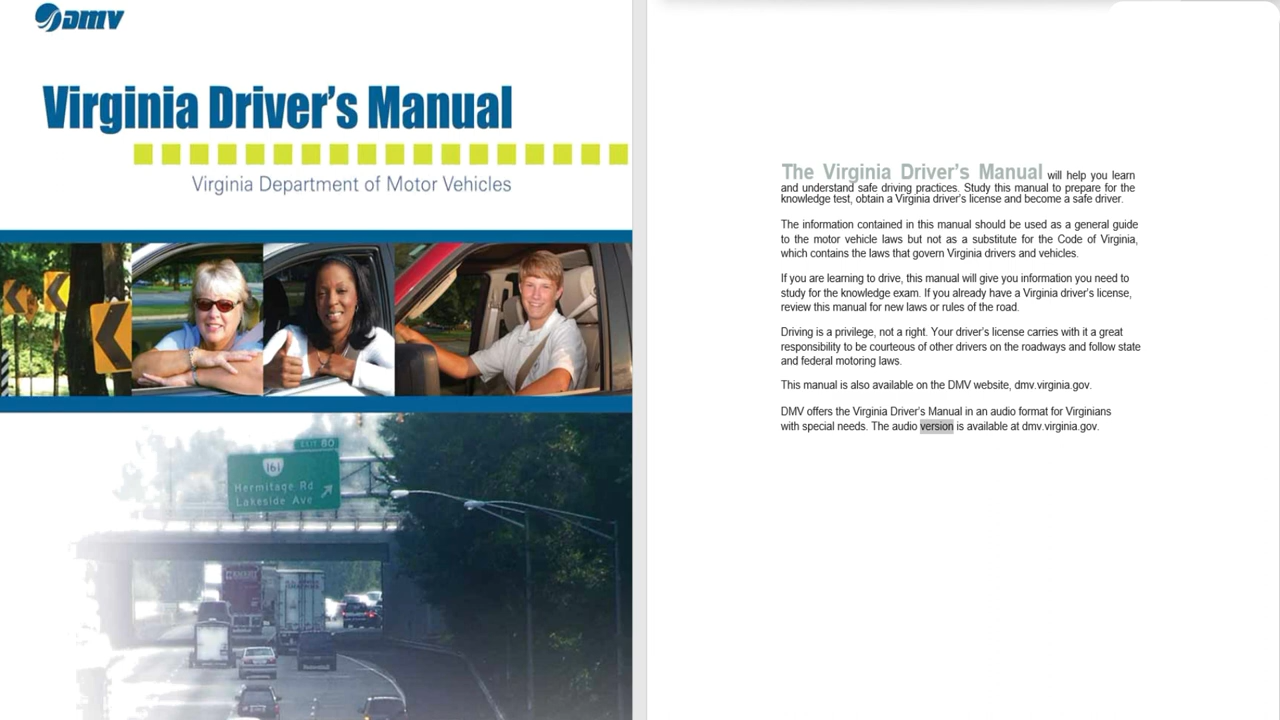 DMV
Virginia Driver's Manual
Virginia Department of Motor Vehicles
EXIT 80
161
Hermitage Rd
Lakeside Ave
The Virginia Driver's Manual will help you learn
and understand safe driving practices. Study this manual to prepare for the
knowledge test, obtain a Virginia driver's license and become a safe driver.
The information contained in this manual should be used as a general guide
to the motor vehicle laws but not as a substitute for the Code of Virginia,
which contains the laws that govern Virginia drivers and vehicles.
If you are learning to drive, this manual will give you information you need to
study for the knowledge exam. If you already have a Virginia driver's license,
review this manual for new laws or rules of the road.
Driving is a privilege, not a right. Your driver's license carries with it a great
responsibility to be courteous of other drivers on the roadways and follow state
and federal motoring laws.
This manual is also available on the DMV website, dmv.virginia.gov.
DMV offers the Virginia Driver's Manual in an audio format for Virginians
with special needs. The audio version is available at dmv.virginia.gov.